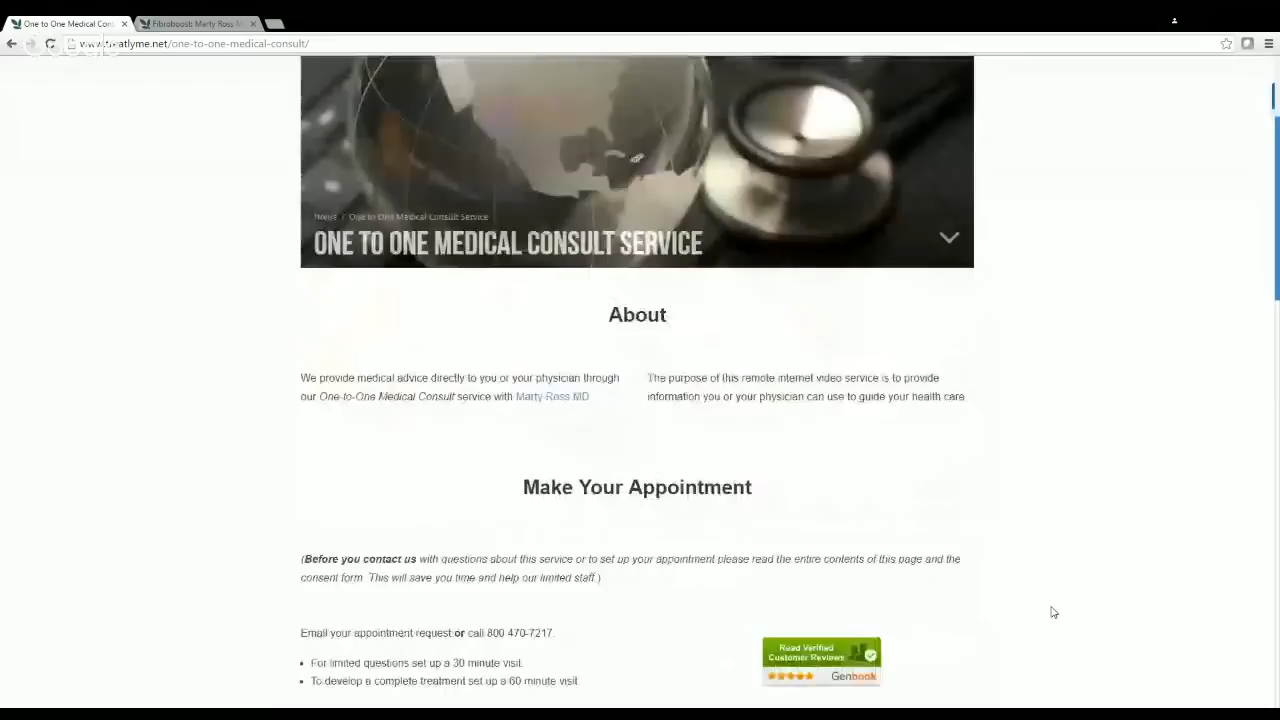 One to One Medical Con
Fibroboost: Marty Ross M
/one-to-one-medical-consult/
Home / One to One Medical Consult Service
ONE TO ONE MEDICAL CONSULT SERVICE
About
We provide medical advice directly to you or your physician through
our One-to-One Medical Consult service with Marty Ross MD
The purpose of this remote internet video service is to provide
information you or your physician can use to guide your health care
Make Your Appointment
(Before you contact us with questions about this service or to set up your appointment please read the entire contents of this page and the
consent form. This will save you time and help our limited staff.)
Email your appointment request or call 800 470-7217.
For limited questions set up a 30 minute visit.
To develop a complete treatment set up a 60 minute visit
Read Verified
Customer Reviews
Genbook